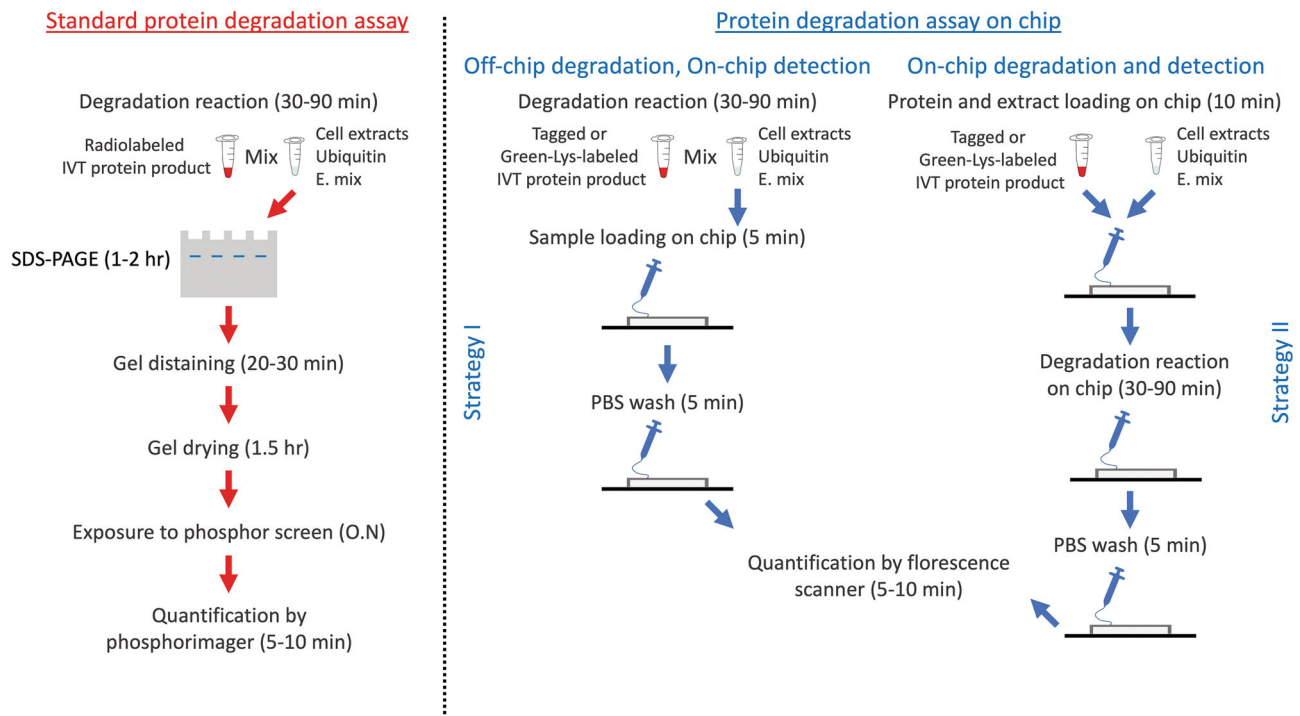 Standard protein degradation assay
Degradation reaction (30-90 min)
Radiolabeled
IVT protein product
Mix
Cell extracts
Ubiquitin
E. mix
SDS-PAGE (1-2 hr)
Gel distaining (20-30 min)
Gel drying (1.5 hr)
Exposure to phosphor screen (O.N)
Quantification by
phosphorimager (5-10 min)
Protein degradation assay on chip
Off-chip degradation, On-chip detection
Degradation reaction (30-90 min)
Tagged or
Green-Lys-labeled
IVT protein product
Mix
Cell extracts
Ubiquitin
E. mix
Sample loading on chip (5 min)
Strategy I
PBS wash (5 min)
On-chip degradation and detection
Protein and extract loading on chip (10 min)
Tagged or
Green-Lys-labeled
IVT protein product
Cell extracts
Ubiquitin
E. mix
Degradation reaction
on chip (30-90 min)
Strategy II
PBS wash (5 min)
Quantification by florescence
scanner (5-10 min)